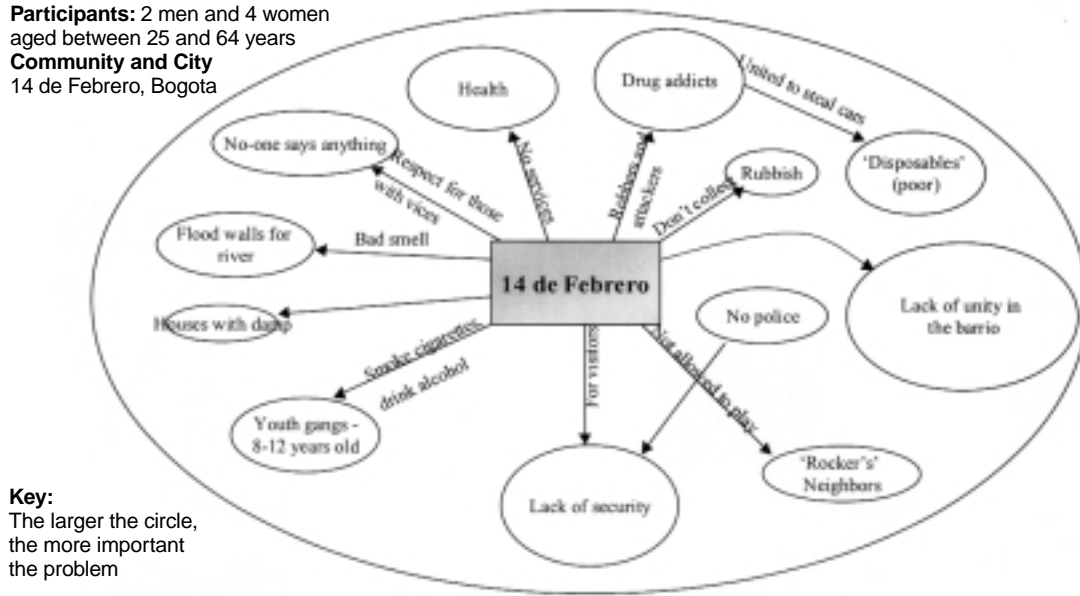 Participants: 2 men and 4 women
aged between 25 and 64 years
Community and City
14 de Febrero, Bogota
Health
Drug addicts
United to steal cars
No-one says anything
Respect for those
with vices
No services
Robbers and
attackers
Don't collect
Rubbish
'Disposables'
(poor)
Flood walls for
river
Bad smell
14 de Febrero
Lack of unity in
the barrio
No police
Houses with damp
Smoke cigarettes
drink alcohol
For visitors
Not allowed to play
Youth gangs -
8-12 years old
'Rocker's'
Neighbors
Lack of security
Key:
The larger the circle,
the more important
the problem